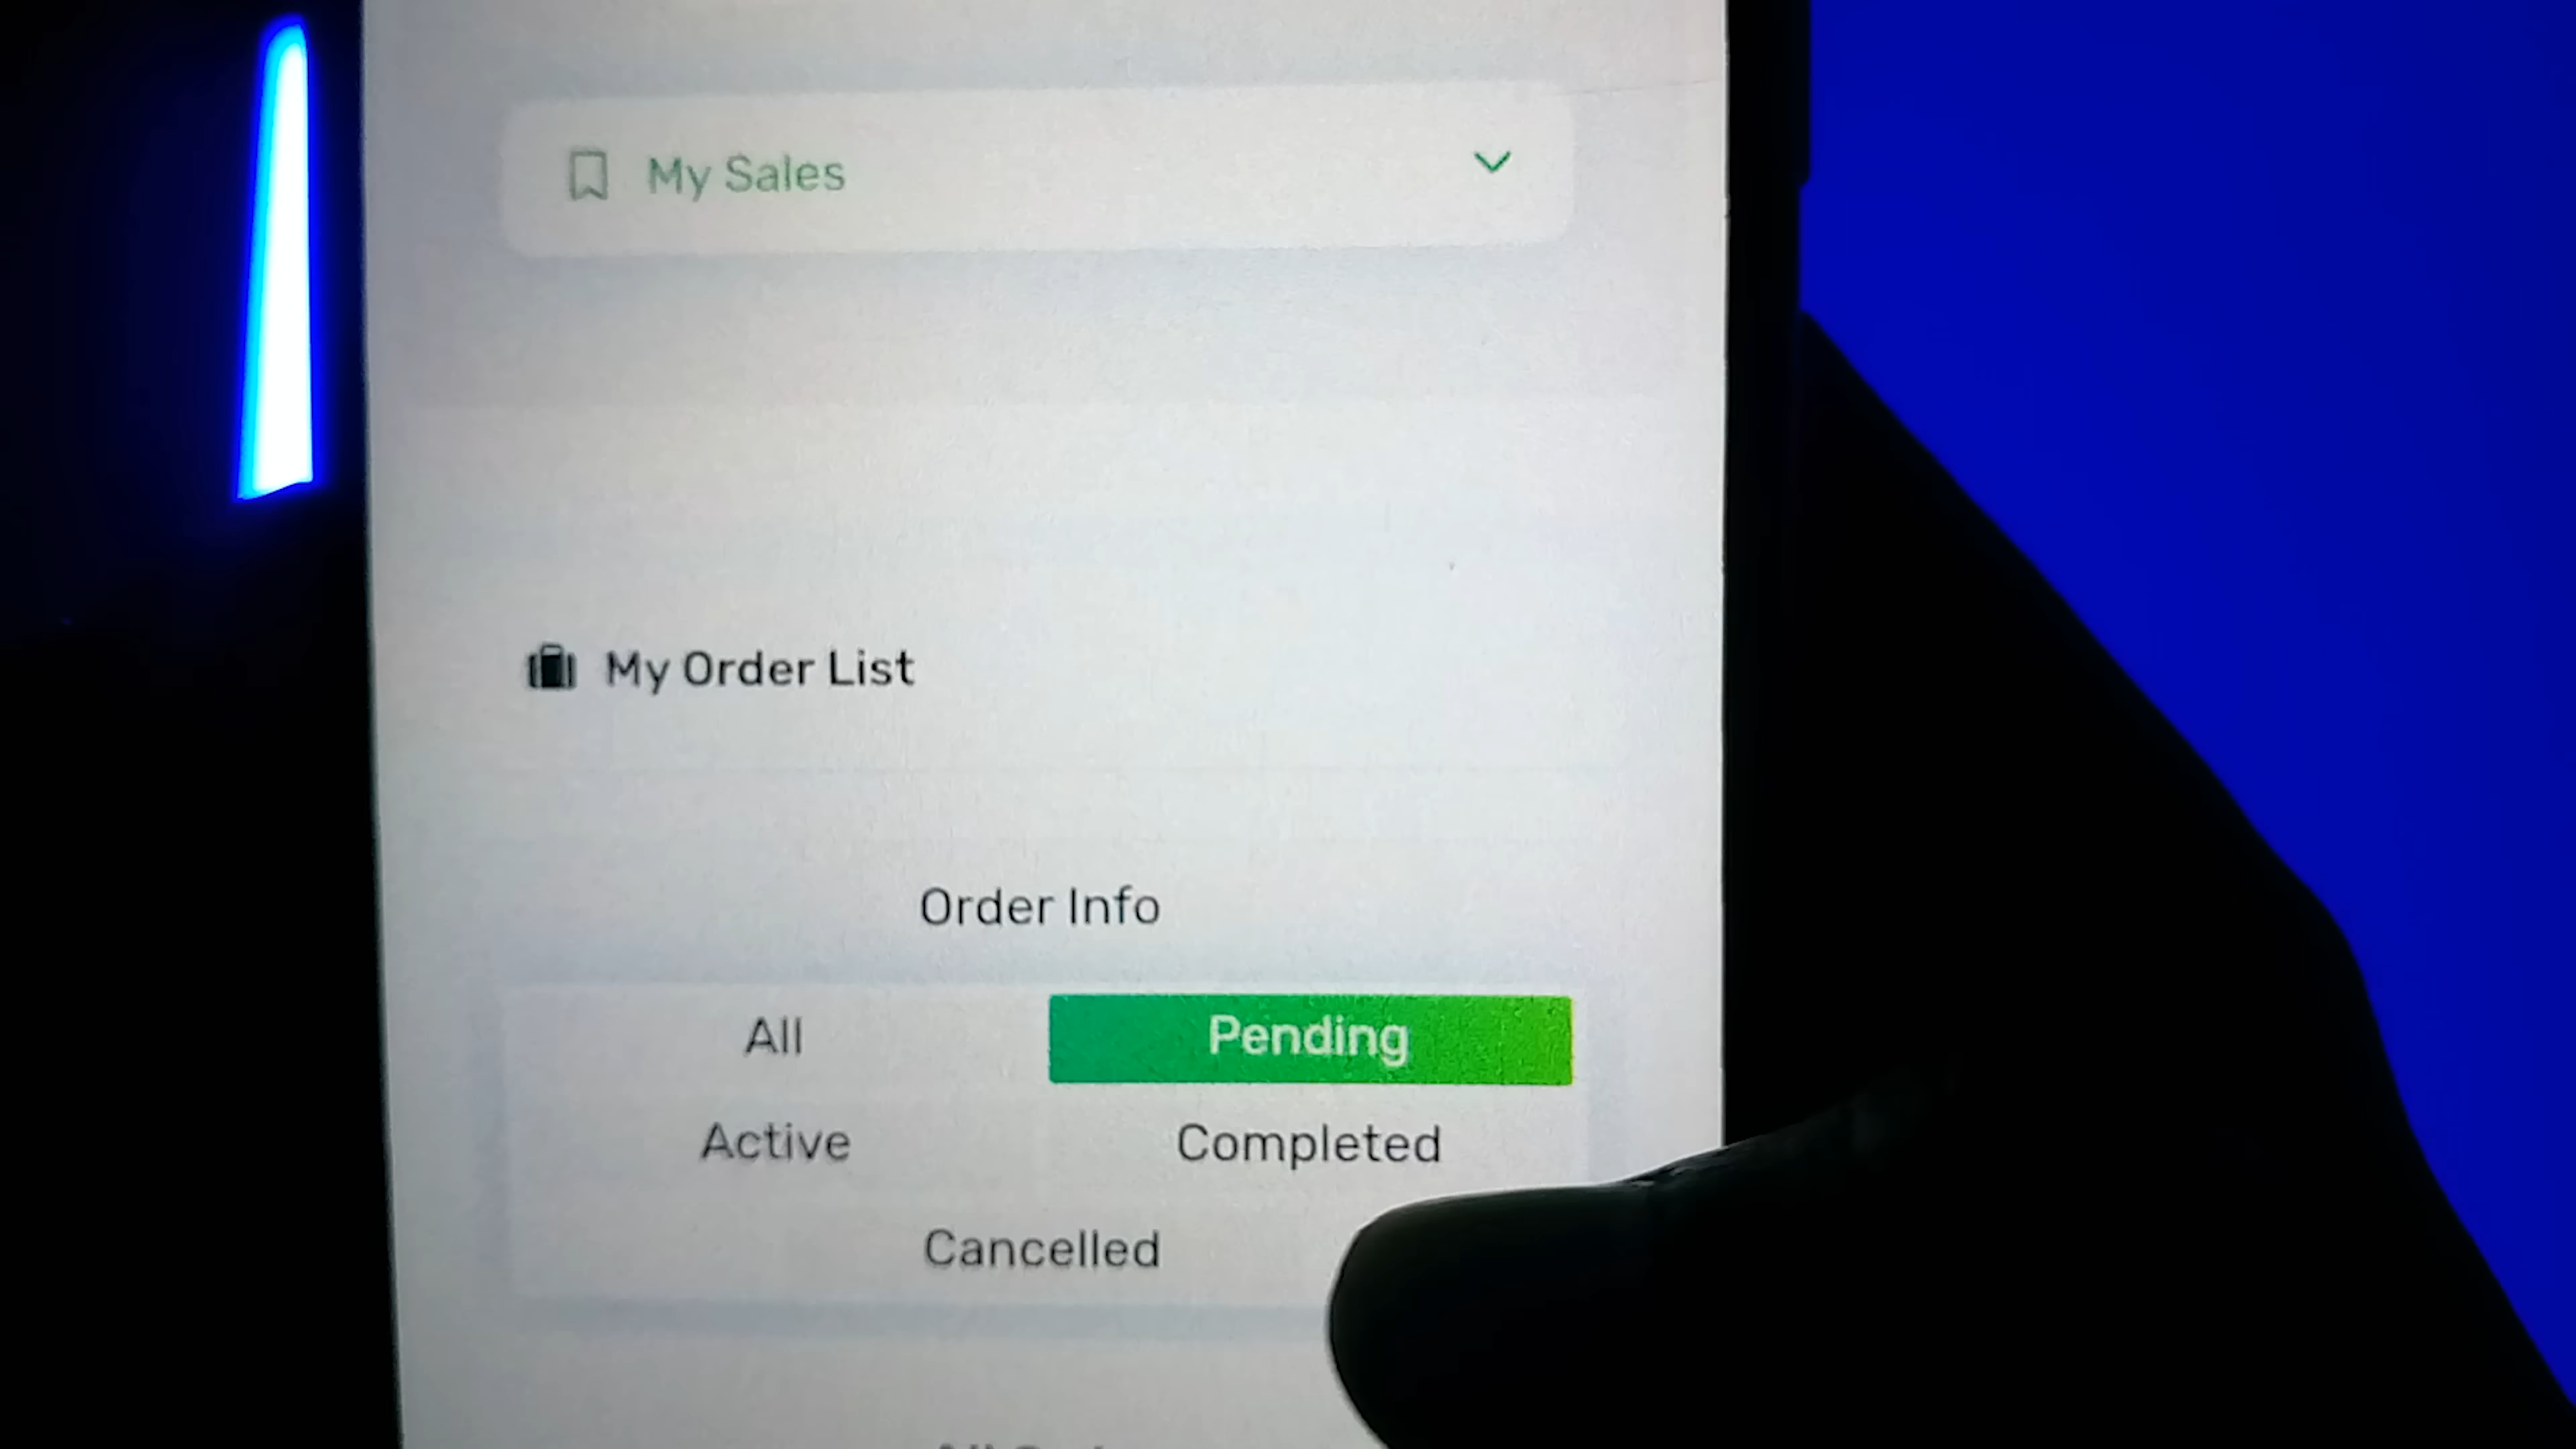 My Sales
My Order List
Order Info
All
Pending
Active
Completed
Cancelled